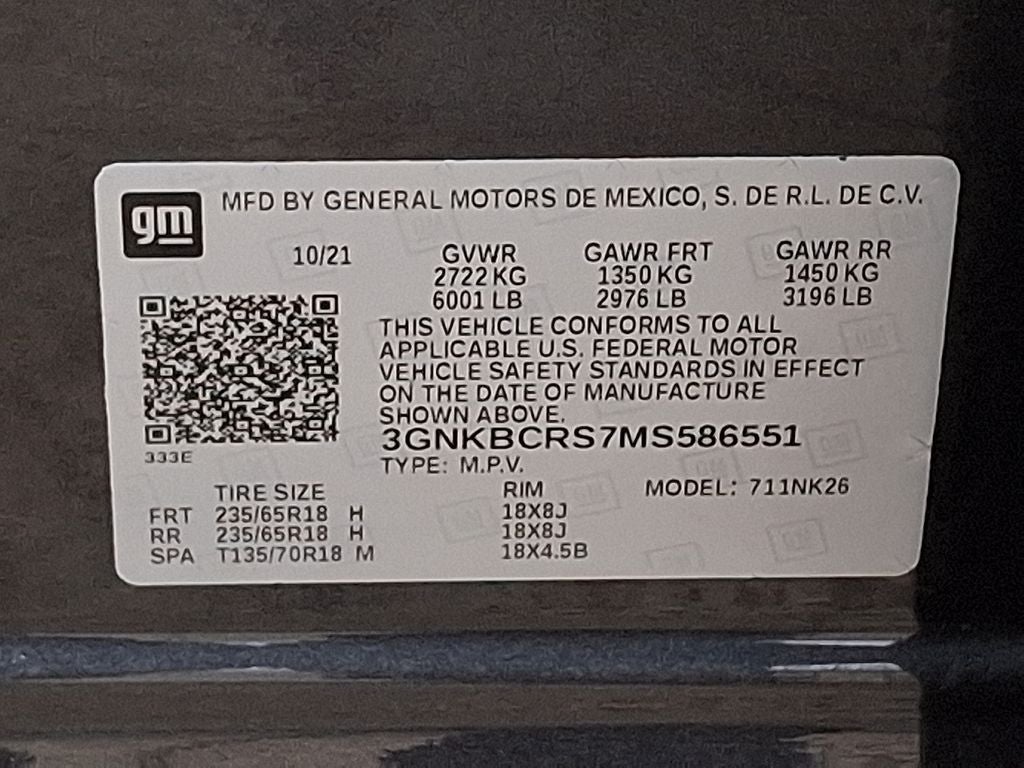 gm MFD BY GENERAL MOTORS DE MEXICO, S. DE R.L. DE C.V.
10/21 GVWR GAWR FRT GAWR RR
2722 KG 1350 KG 1450 KG
6001 LB 2976 LB 3196 LB
THIS VEHICLE CONFORMS TO ALL
APPLICABLE U.S. FEDERAL MOTOR
VEHICLE SAFETY STANDARDS IN EFFECT
ON THE DATE OF MANUFACTURE
SHOWN ABOVE.
3GNKBCRS7MS586551
333E
TYPE: M.P.V.
TIRE SIZE RIM MODEL: 711NK26
FRT 235/65R18 H 18X8J
RR 235/65R18 H 18X8J
SPA T135/70R18 M 18X4.5B